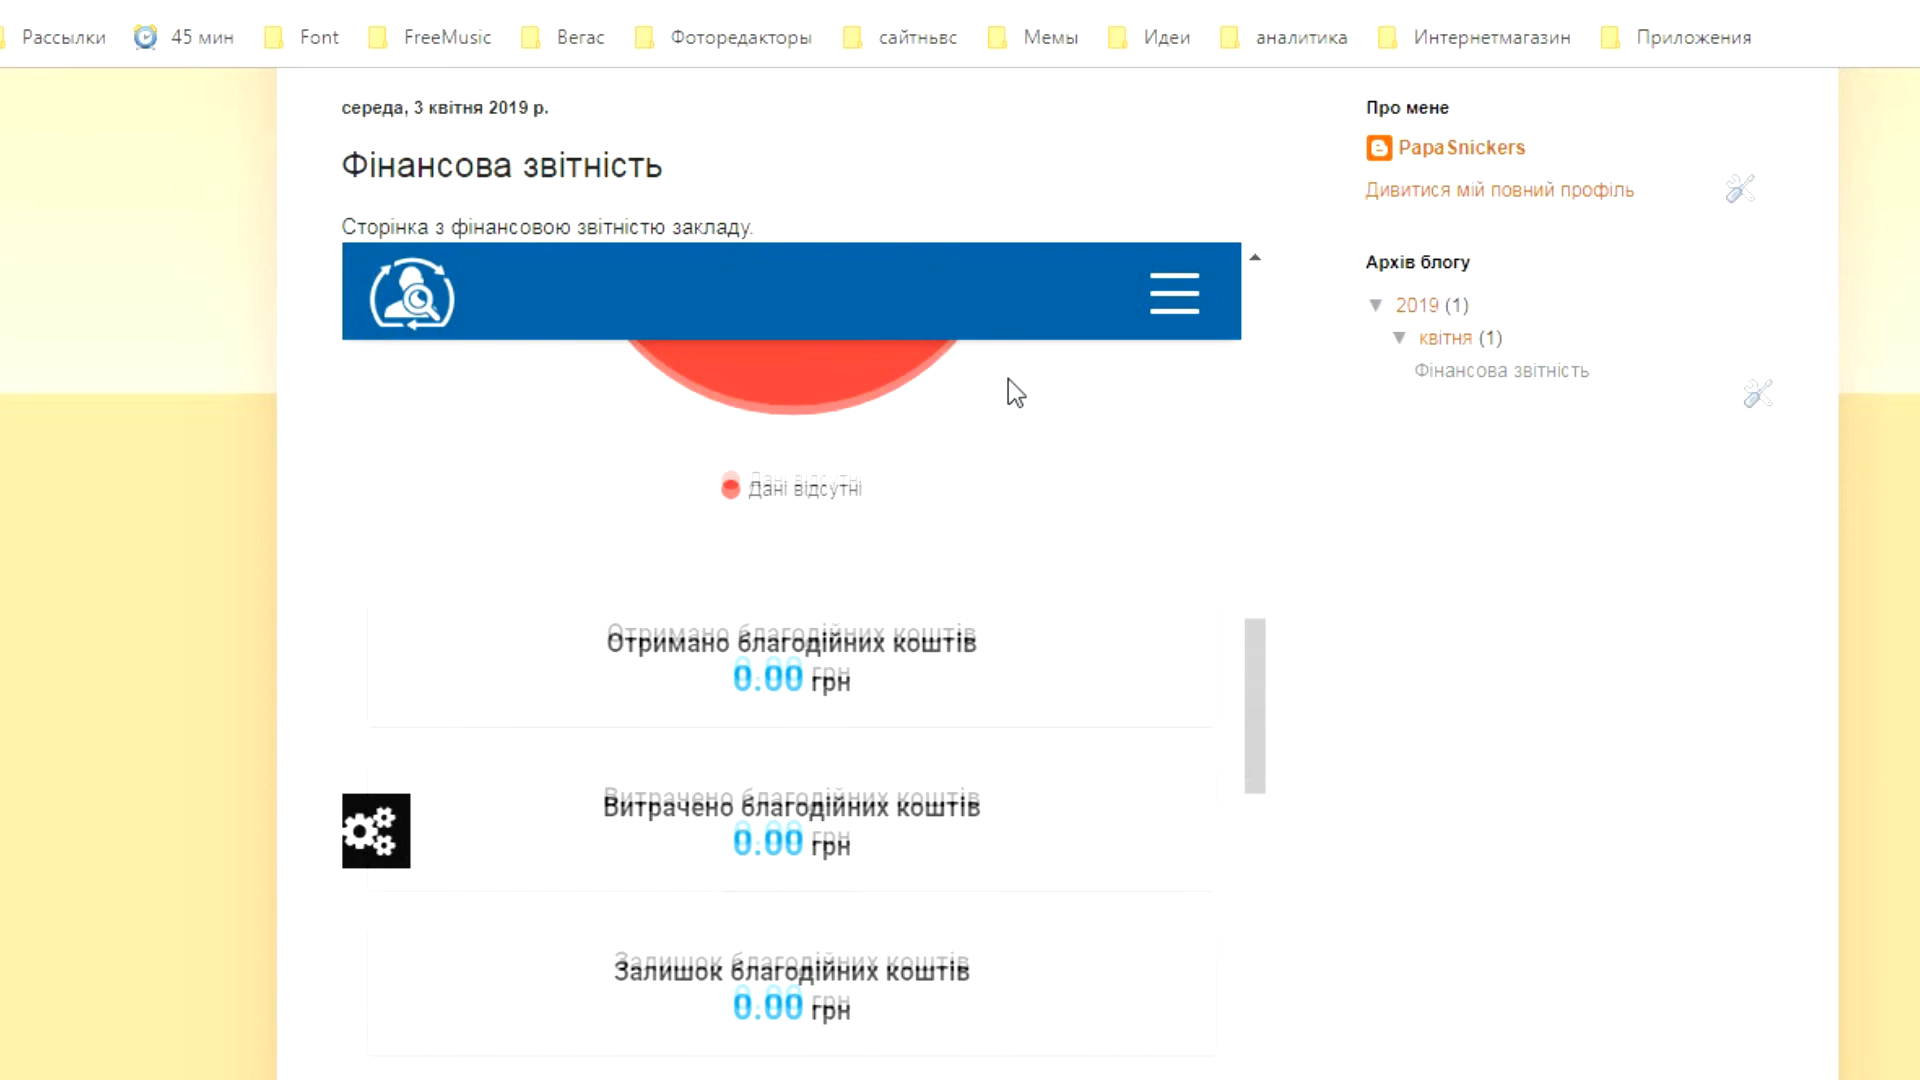 Рассылки 45 мин Font FreeMusic Вегас Фоторедакторы сайтньвс Мемы Идеи аналитика Интернетмагазин Приложения
середа, 3 квітня 2019 р.
Фінансова звітність
Сторінка з фінансовою звітністю закладу.
Дані відсутні
Отримано благодійних коштів
0.00 грн
Витрачено благодійних коштів
0.00 грн
Залишок благодійних коштів
0.00 грн
Про мене
PapaSnickers
Дивитися мій повний профіль
Архів блогу
▼ 2019 (1)
▼ квітня (1)
Фінансова звітність